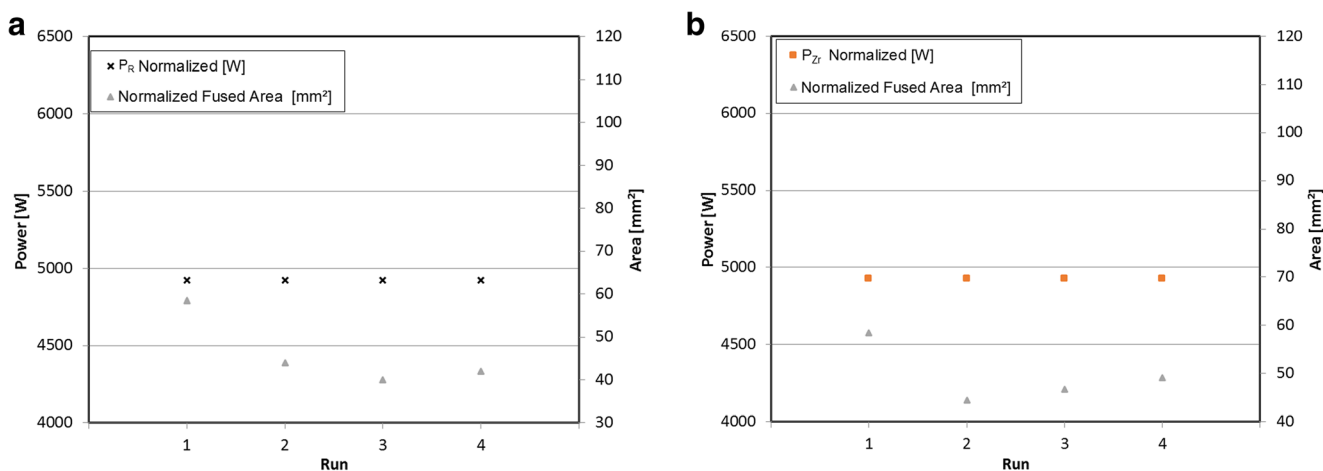 a
6500
6000
5500
5000
4500
4000
Power [W]
P_R Normalized [W]
Normalized Fused Area [mm²]
120
110
100
90
80
70
60
50
40
30
Area [mm²]
1 2 3 4
Run
b
6500
6000
5500
5000
4500
4000
Power [W]
P_Zr Normalized [W]
Normalized Fused Area [mm²]
120
110
100
90
80
70
60
50
40
Area [mm²]
1 2 3 4
Run